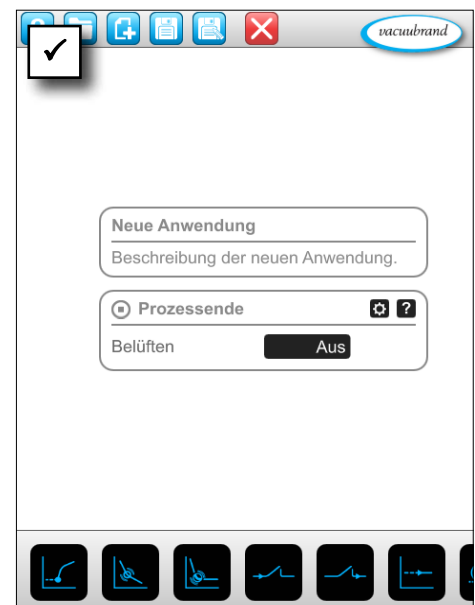 vacuubrand
Neue Anwendung
Beschreibung der neuen Anwendung.
Prozessende
?
Belüften
Aus